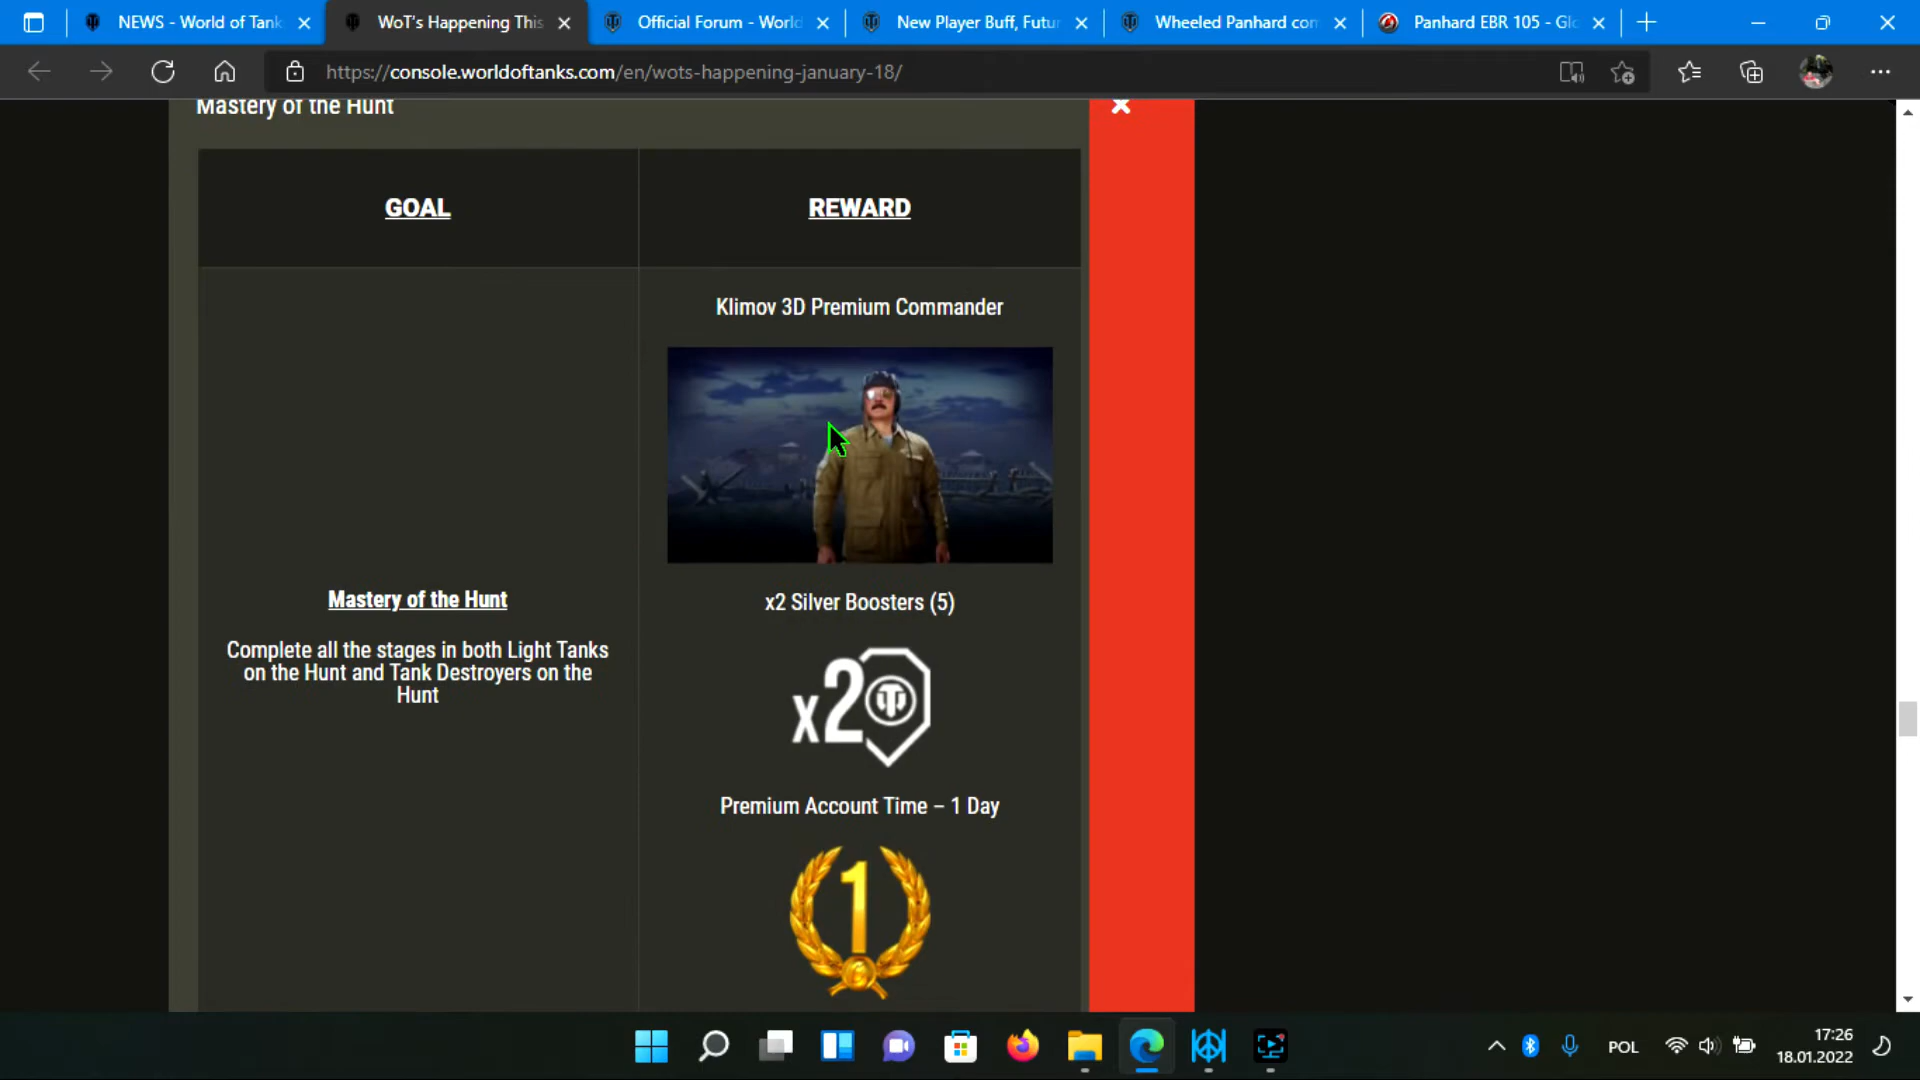 NEWS - World of Tank
WoT's Happening This
Official Forum - World
New Player Buff, Futur
Wheeled Panhard con
Panhard EBR 105 - Glo
https://console.worldoftanks.com/en/wots-happening-january-18/
Mastery of the Hunt
GOAL
REWARD
Klimov 3D Premium Commander
Mastery of the Hunt
Complete all the stages in both Light Tanks
on the Hunt and Tank Destroyers on the
Hunt
x2 Silver Boosters (5)
x2
Premium Account Time – 1 Day
1
POL
17:26
18.01.2022